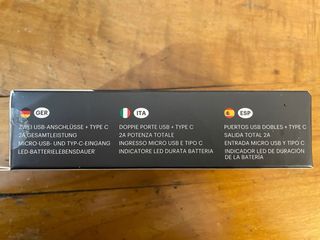 GER
ZWEI USB-ANSCHLÜSSE + TYPE C
2A GESAMTLEISTUNG
MICRO-USB- UND TYP-C-EINGANG
LED-BATTERIELEBENSDAUER
ITA
DOPPIE PORTE USB + TYPE C
2A POTENZA TOTALE
INGRESSO MICRO USB E TIPO C
INDICATORE LED DURATA BATTERIA
ESP
PUERTOS USB DOBLES + TYPE C
SALIDA TOTAL 2A
ENTRADA MICRO USB Y TIPO C
INDICADOR LED DE DURACIÓN
DE LA BATERÍA